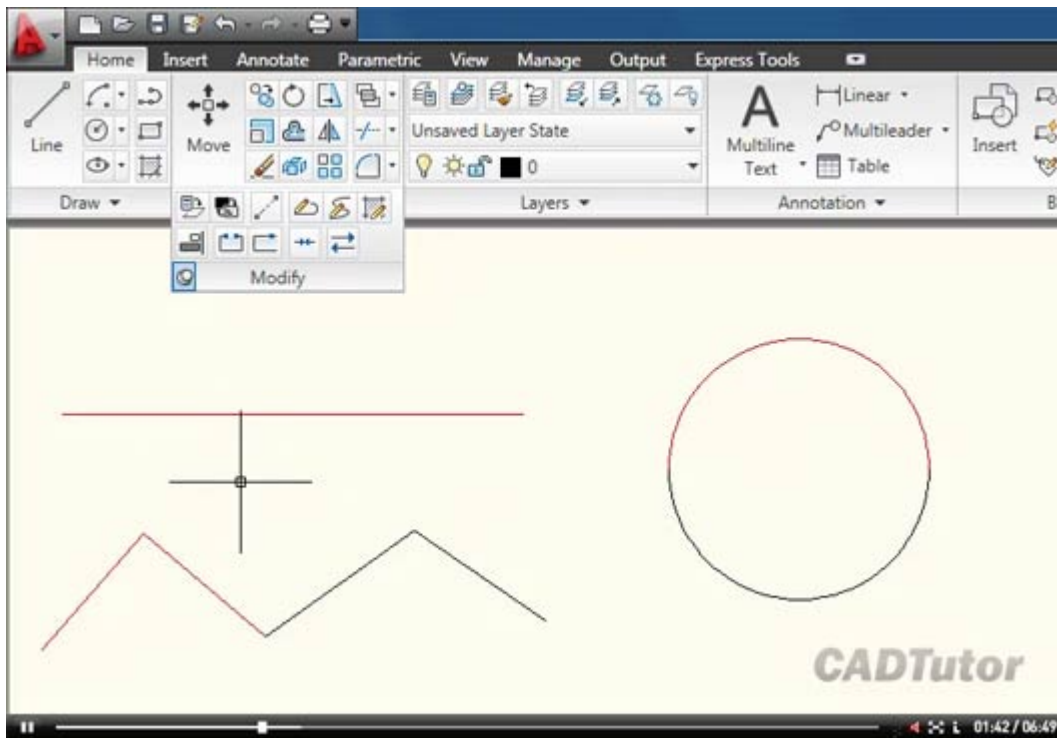 Home Insert Annotate Parametric View Manage Output Express Tools
Line
Move
Unsaved Layer State
0
A
Multiline
Text
Linear
Multileader
Table
Insert
Draw
Layers
Annotation
B
Modify
CADTutor
01:42 / 06:49